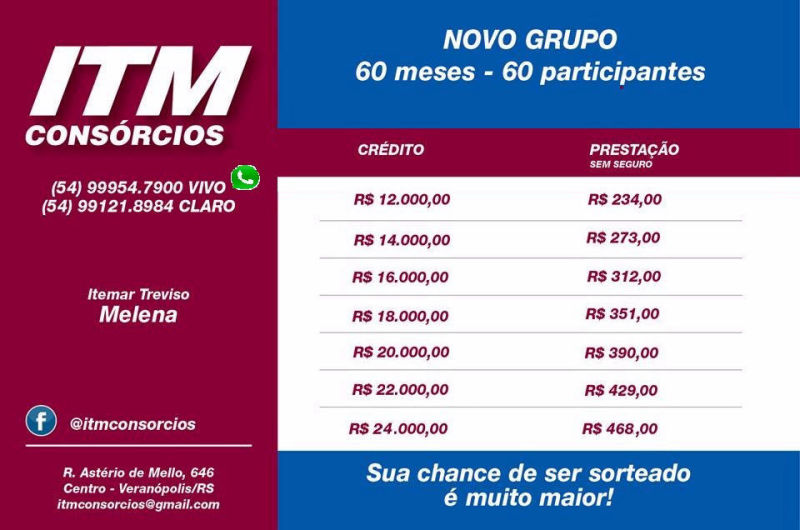 ITM
CONSÓRCIOS
(54) 99954.7900 VIVO
(54) 99121.8984 CLARO
Itemar Treviso
Melena
f @itmconsorcios
R. Astério de Mello, 646
Centro - Veranópolis/RS
itmconsorcios@gmail.com
NOVO GRUPO
60 meses - 60 participantes
CRÉDITO PRESTAÇÃO
SEM SEGURO
R$ 12.000,00 R$ 234,00
R$ 14.000,00 R$ 273,00
R$ 16.000,00 R$ 312,00
R$ 18.000,00 R$ 351,00
R$ 20.000,00 R$ 390,00
R$ 22.000,00 R$ 429,00
R$ 24.000,00 R$ 468,00
Sua chance de ser sorteado
é muito maior!